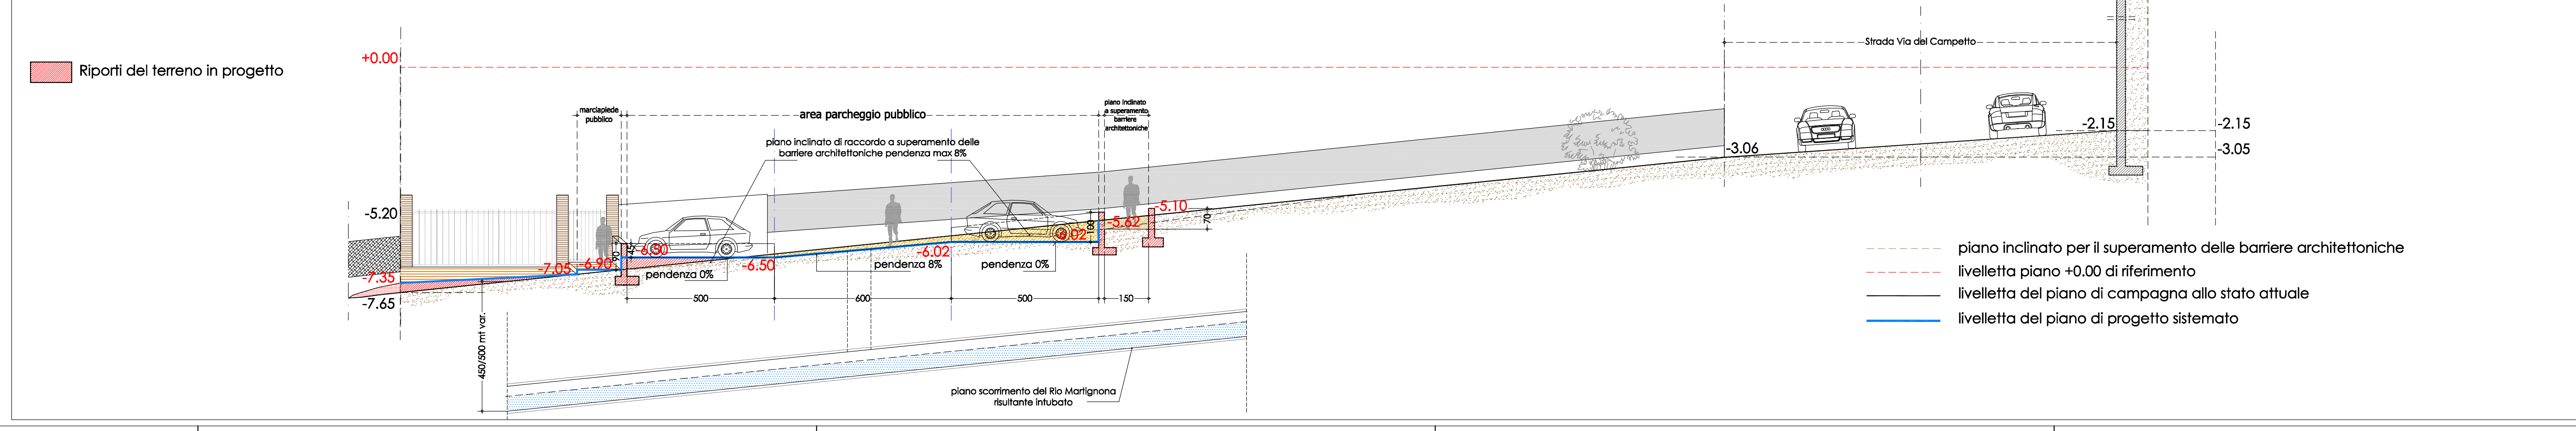 Riporti del terreno in progetto
+0.00
Strada Via del Campetto
marciapiede
pubblico
area parcheggio pubblico
piano inclinato
a superamento
barriere
architettoniche
piano inclinato di raccordo a superamento delle
barriere architettoniche pendenza max 8%
-2.15
-2.15
-3.06
-3.05
-5.20
-5.10
-5.62
100
70
-6.02
-6.50
45
90
-6.02
-7.05
-6.90
-6.50
pendenza 0%
pendenza 8%
pendenza 0%
-7.35
-7.65
500
600
500
150
450/500 mt var.
piano scorrimento del Rio Martignona
risultante intubato
piano inclinato per il superamento delle barriere architettoniche
livelletta piano +0.00 di riferimento
livelletta del piano di campagna allo stato attuale
livelletta del piano di progetto sistemato